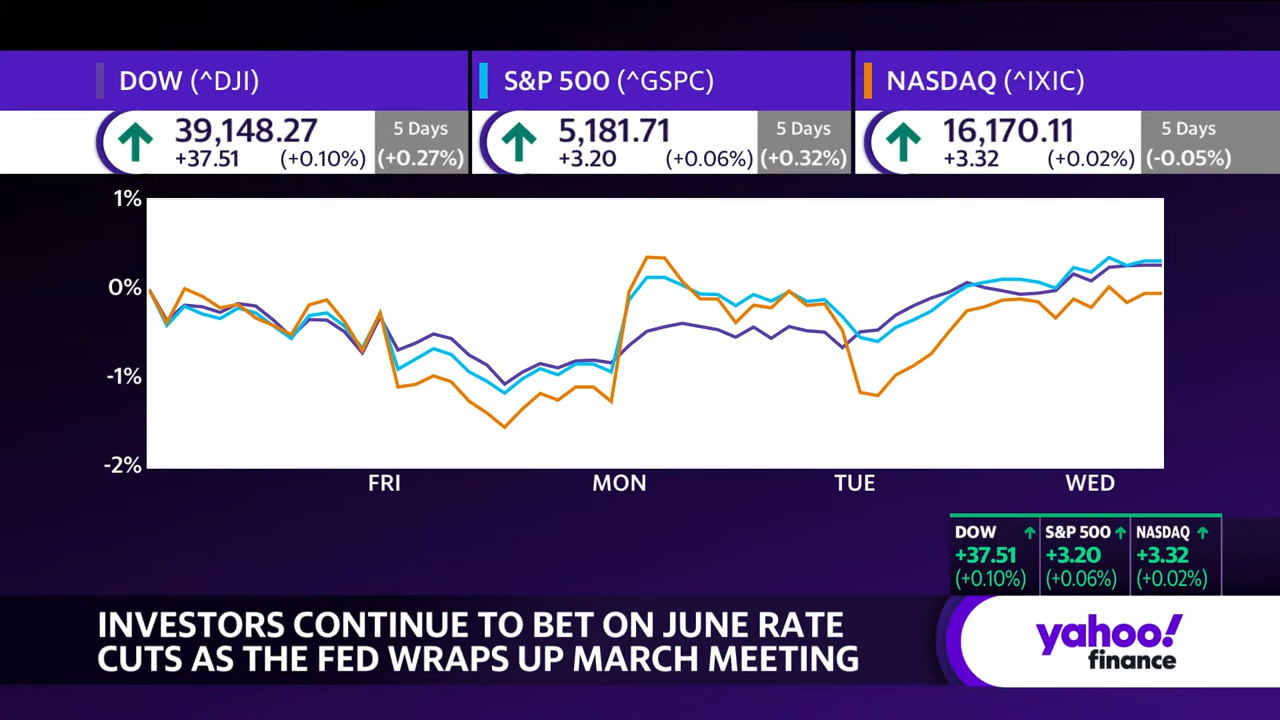 DOW (^DJI)
39,148.27
+37.51 (+0.10%)
5 Days
(+0.27%)
S&P 500 (^GSPC)
5,181.71
+3.20 (+0.06%)
5 Days
(+0.32%)
NASDAQ (^IXIC)
16,170.11
+3.32 (+0.02%)
5 Days
(-0.05%)
1%
0%
-1%
-2%
FRI MON TUE WED
DOW
+37.51
(+0.10%)
S&P 500
+3.20
(+0.06%)
NASDAQ
+3.32
(+0.02%)
INVESTORS CONTINUE TO BET ON JUNE RATE
CUTS AS THE FED WRAPS UP MARCH MEETING
yahoo!
finance